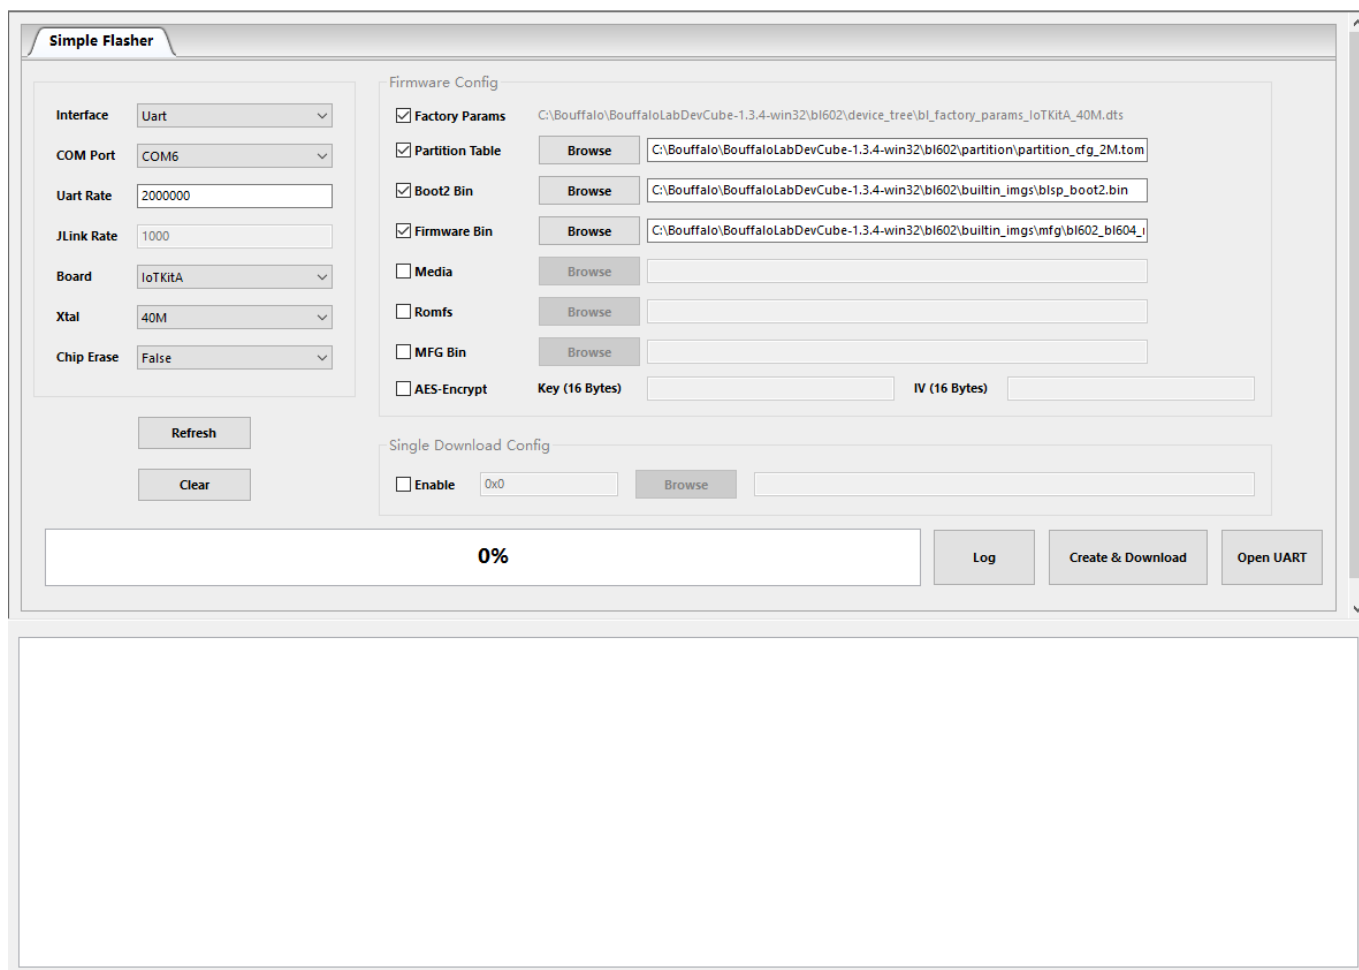 Simple Flasher
Interface Uart
COM Port COM6
Uart Rate 2000000
JLink Rate 1000
Board IoTKitA
Xtal 40M
Chip Erase False
Refresh
Clear
Firmware Config
Factory Params C:\Bouffalo\BouffaloLabDevCube-1.3.4-win32\bl602\device_tree\bl_factory_params_IoTKitA_40M.dts
Partition Table Browse C:\Bouffalo\BouffaloLabDevCube-1.3.4-win32\bl602\partition\partition_cfg_2M.tom
Boot2 Bin Browse C:\Bouffalo\BouffaloLabDevCube-1.3.4-win32\bl602\builtin_imgs\blsp_boot2.bin
Firmware Bin Browse C:\Bouffalo\BouffaloLabDevCube-1.3.4-win32\bl602\builtin_imgs\mfg\bl602_bl604_
Media Browse
Romfs Browse
MFG Bin Browse
AES-Encrypt Key (16 Bytes) IV (16 Bytes)
Single Download Config
Enable 0x0 Browse
0% Log Create & Download Open UART